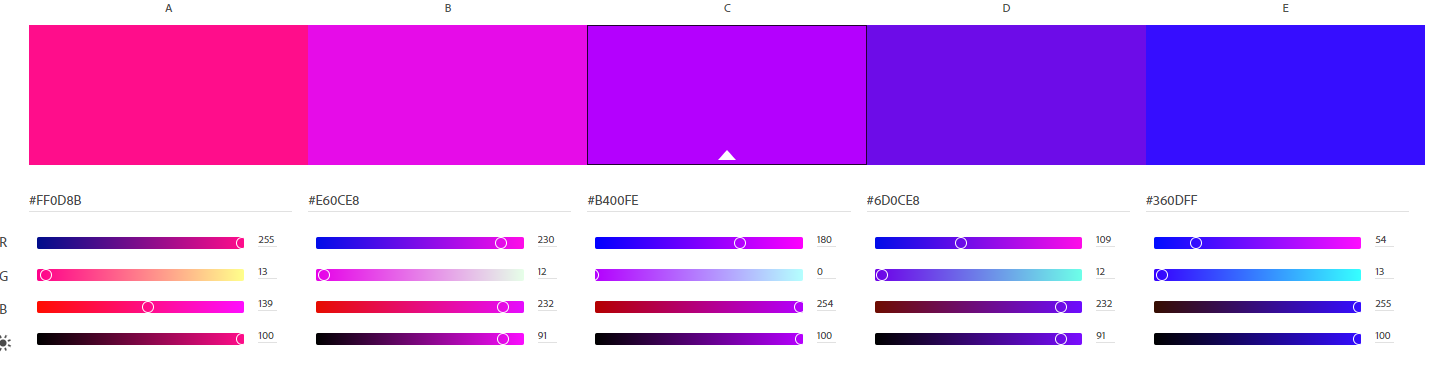 A B C D E
#FF0D8B #E60CE8 #B400FE #6D0CE8 #360DFF
R 255 230 180 109 54
G 13 12 0 12 13
B 139 232 254 232 255
100 91 100 91 100